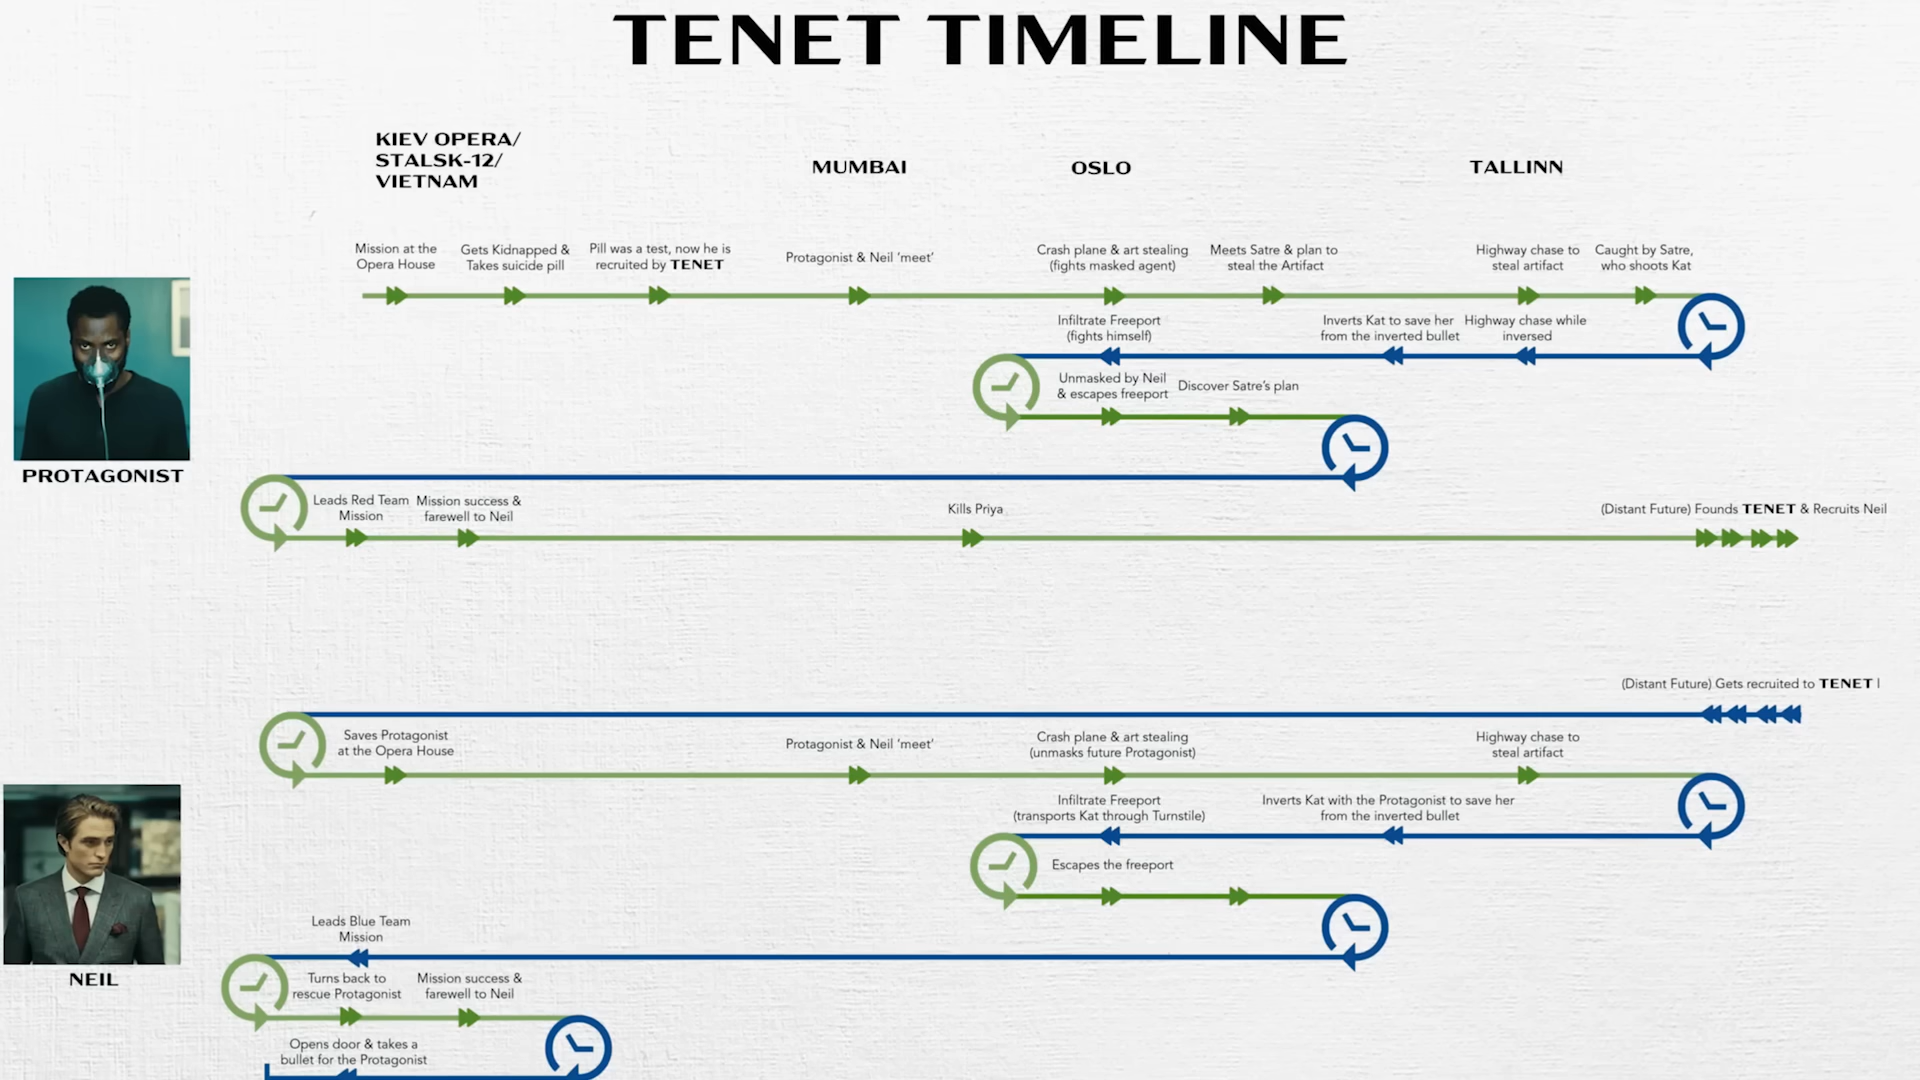 TENET TIMELINE
KIEV OPERA/
STALSK-12/
VIETNAM
MUMBAI
OSLO
TALLINN
Mission at the
Opera House
Gets Kidnapped &
Takes suicide pill
Pill was a test, now he is
recruited by TENET
Protagonist & Neil ‘meet’
Crash plane & art stealing
(fights masked agent)
Meets Satre & plan to
steal the Artifact
Highway chase to
steal artifact
Caught by Satre,
who shoots Kat
Infiltrate Freeport
(fights himself)
Inverts Kat to save her
from the inverted bullet
Highway chase while
inversed
Unmasked by Neil
& escapes freeport
Discover Satre’s plan
PROTAGONIST
Leads Red Team
Mission
Mission success &
farewell to Neil
Kills Priya
(Distant Future) Founds TENET & Recruits Neil
(Distant Future) Gets recruited to TENET |
Saves Protagonist
at the Opera House
Protagonist & Neil ‘meet’
Crash plane & art stealing
(unmasks future Protagonist)
Highway chase to
steal artifact
Infiltrate Freeport
(transports Kat through Turnstile)
Inverts Kat with the Protagonist to save her
from the inverted bullet
Escapes the freeport
Leads Blue Team
Mission
NEIL
Turns back to
rescue Protagonist
Mission success &
farewell to Neil
Opens door & takes a
bullet for the Protagonist